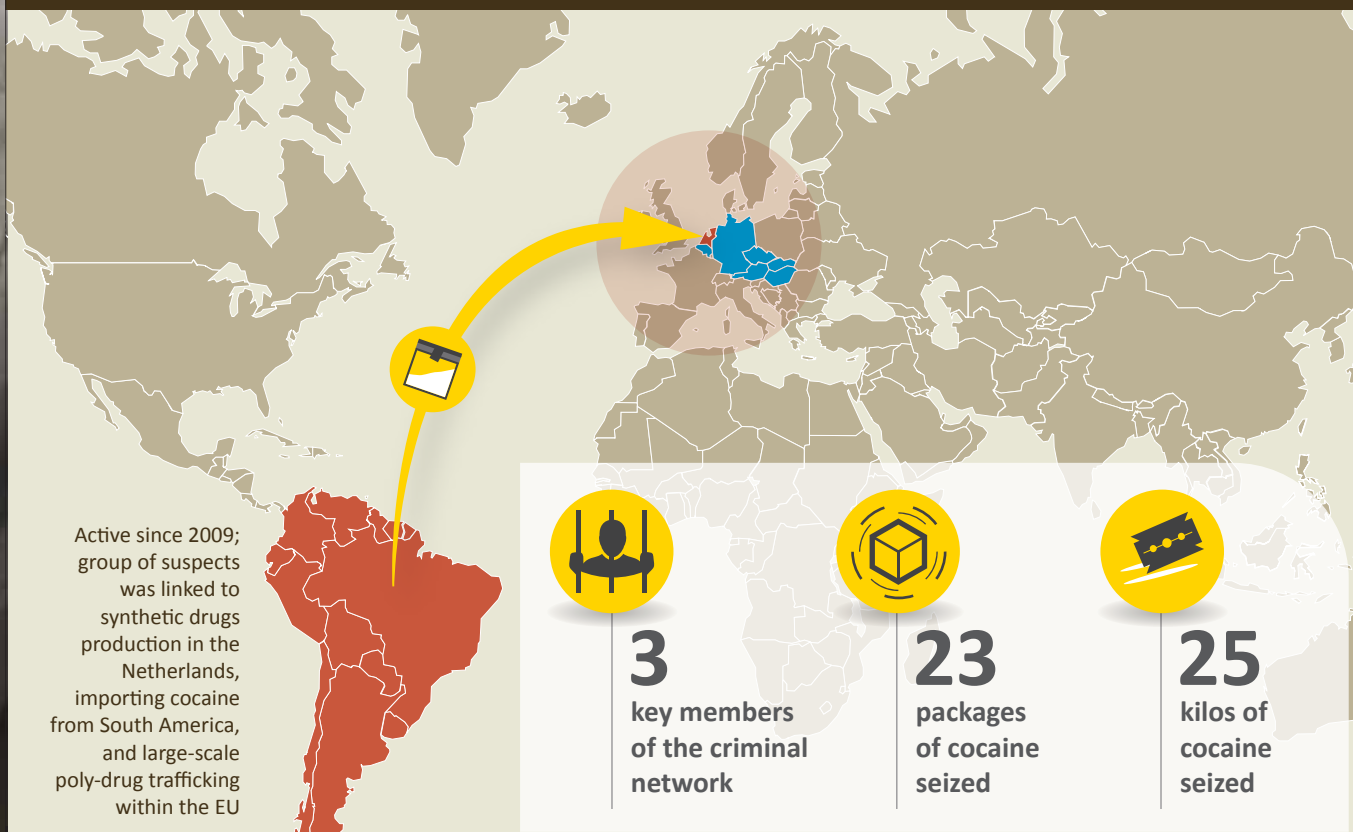 Active since 2009;
group of suspects
was linked to
synthetic drugs
production in the
Netherlands,
importing cocaine
from South America,
and large-scale
poly-drug trafficking
within the EU
3
key members
of the criminal
network
23
packages
of cocaine
seized
25
kilos of
cocaine
seized